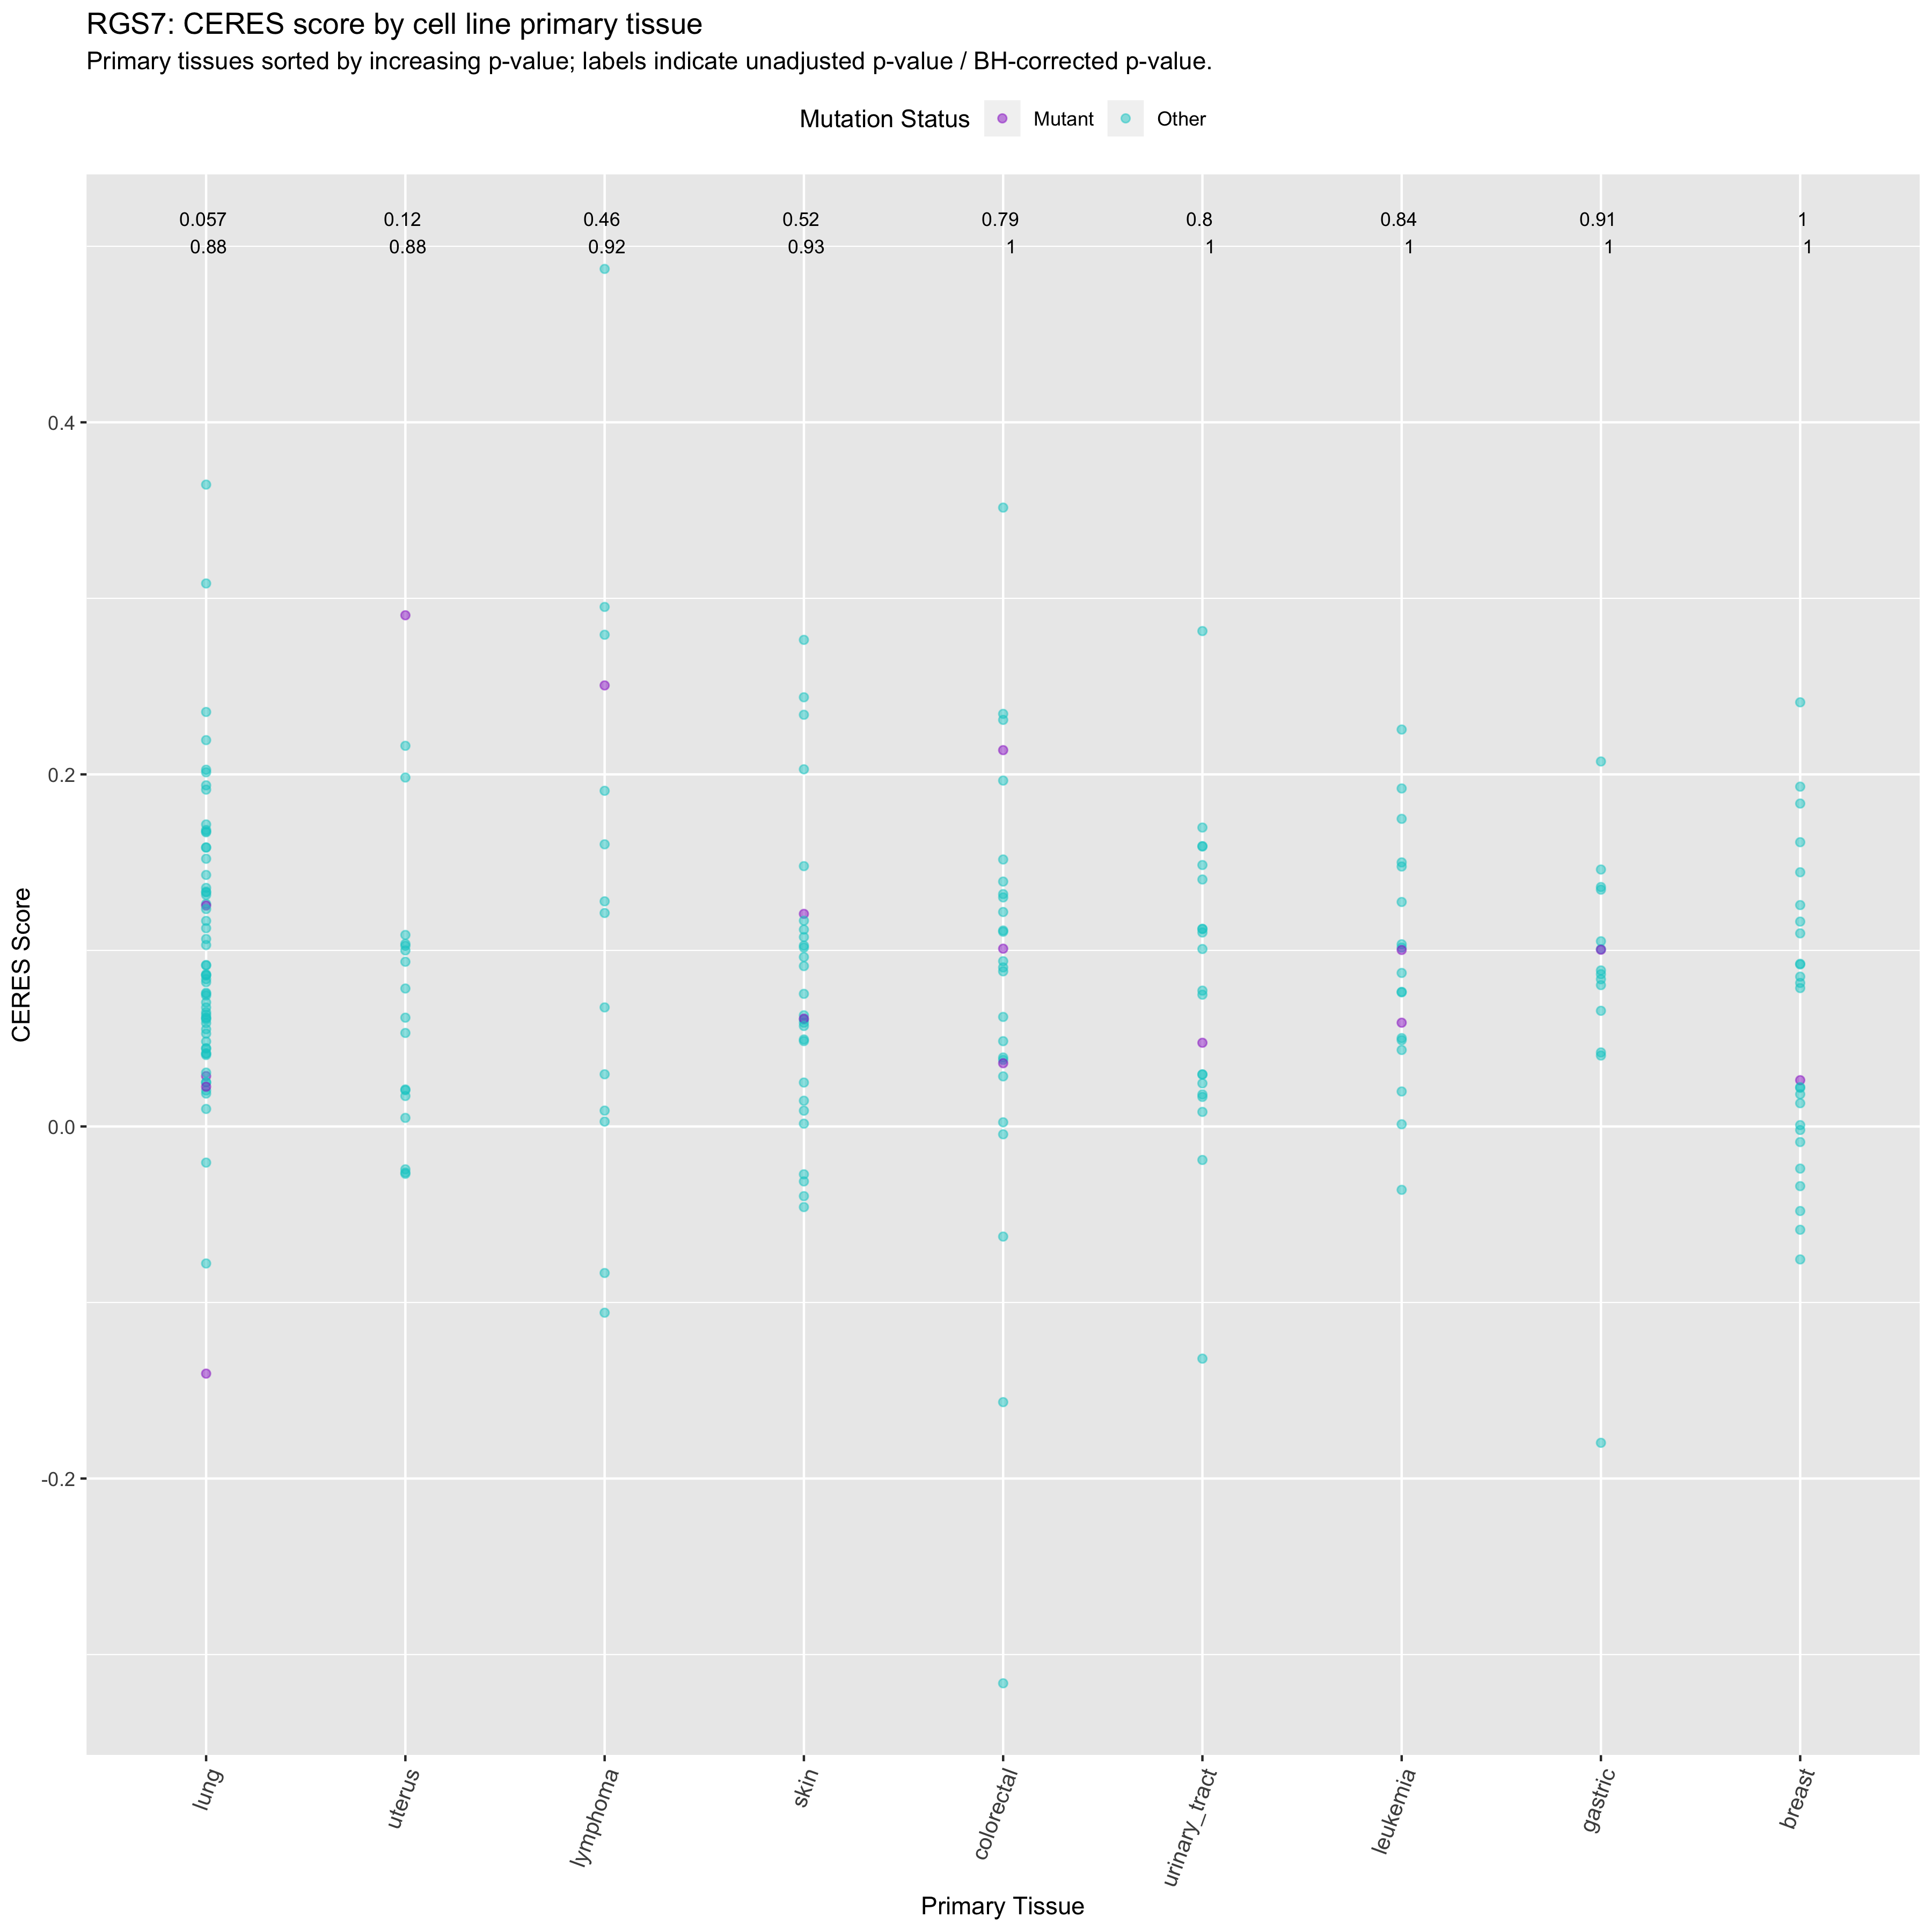 RGS7: CERES score by cell line primary tissue
Primary tissues sorted by increasing p-value; labels indicate unadjusted p-value / BH-corrected p-value.
Mutation Status Mutant Other
0.057 0.12 0.46 0.52 0.79 0.8 0.84 0.91 1
0.88 0.88 0.92 0.93 1 1 1 1 1
0.4
0.2
0.0
-0.2
CERES Score
lung uterus lymphoma skin colorectal urinary_tract leukemia gastric breast
Primary Tissue